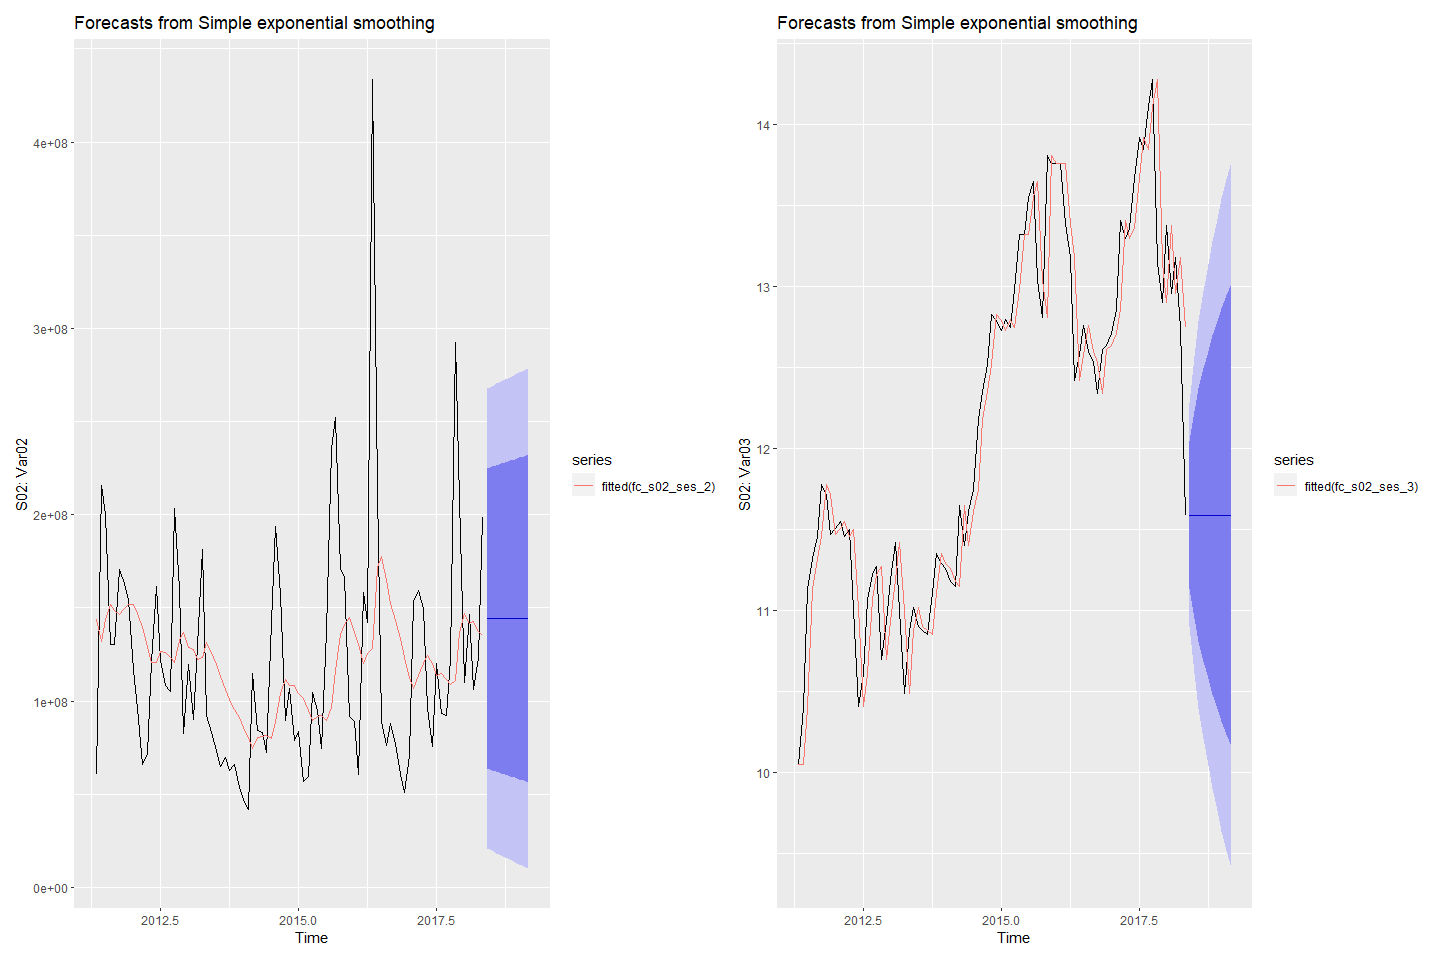 Forecasts from Simple exponential smoothing
S02: Var02
4e+08
3e+08
2e+08
1e+08
0e+00
2012.5
2015.0
2017.5
Time
series
fitted(fc_s02_ses_2)
Forecasts from Simple exponential smoothing
S02: Var03
14
13
12
11
10
2012.5
2015.0
2017.5
Time
series
fitted(fc_s02_ses_3)